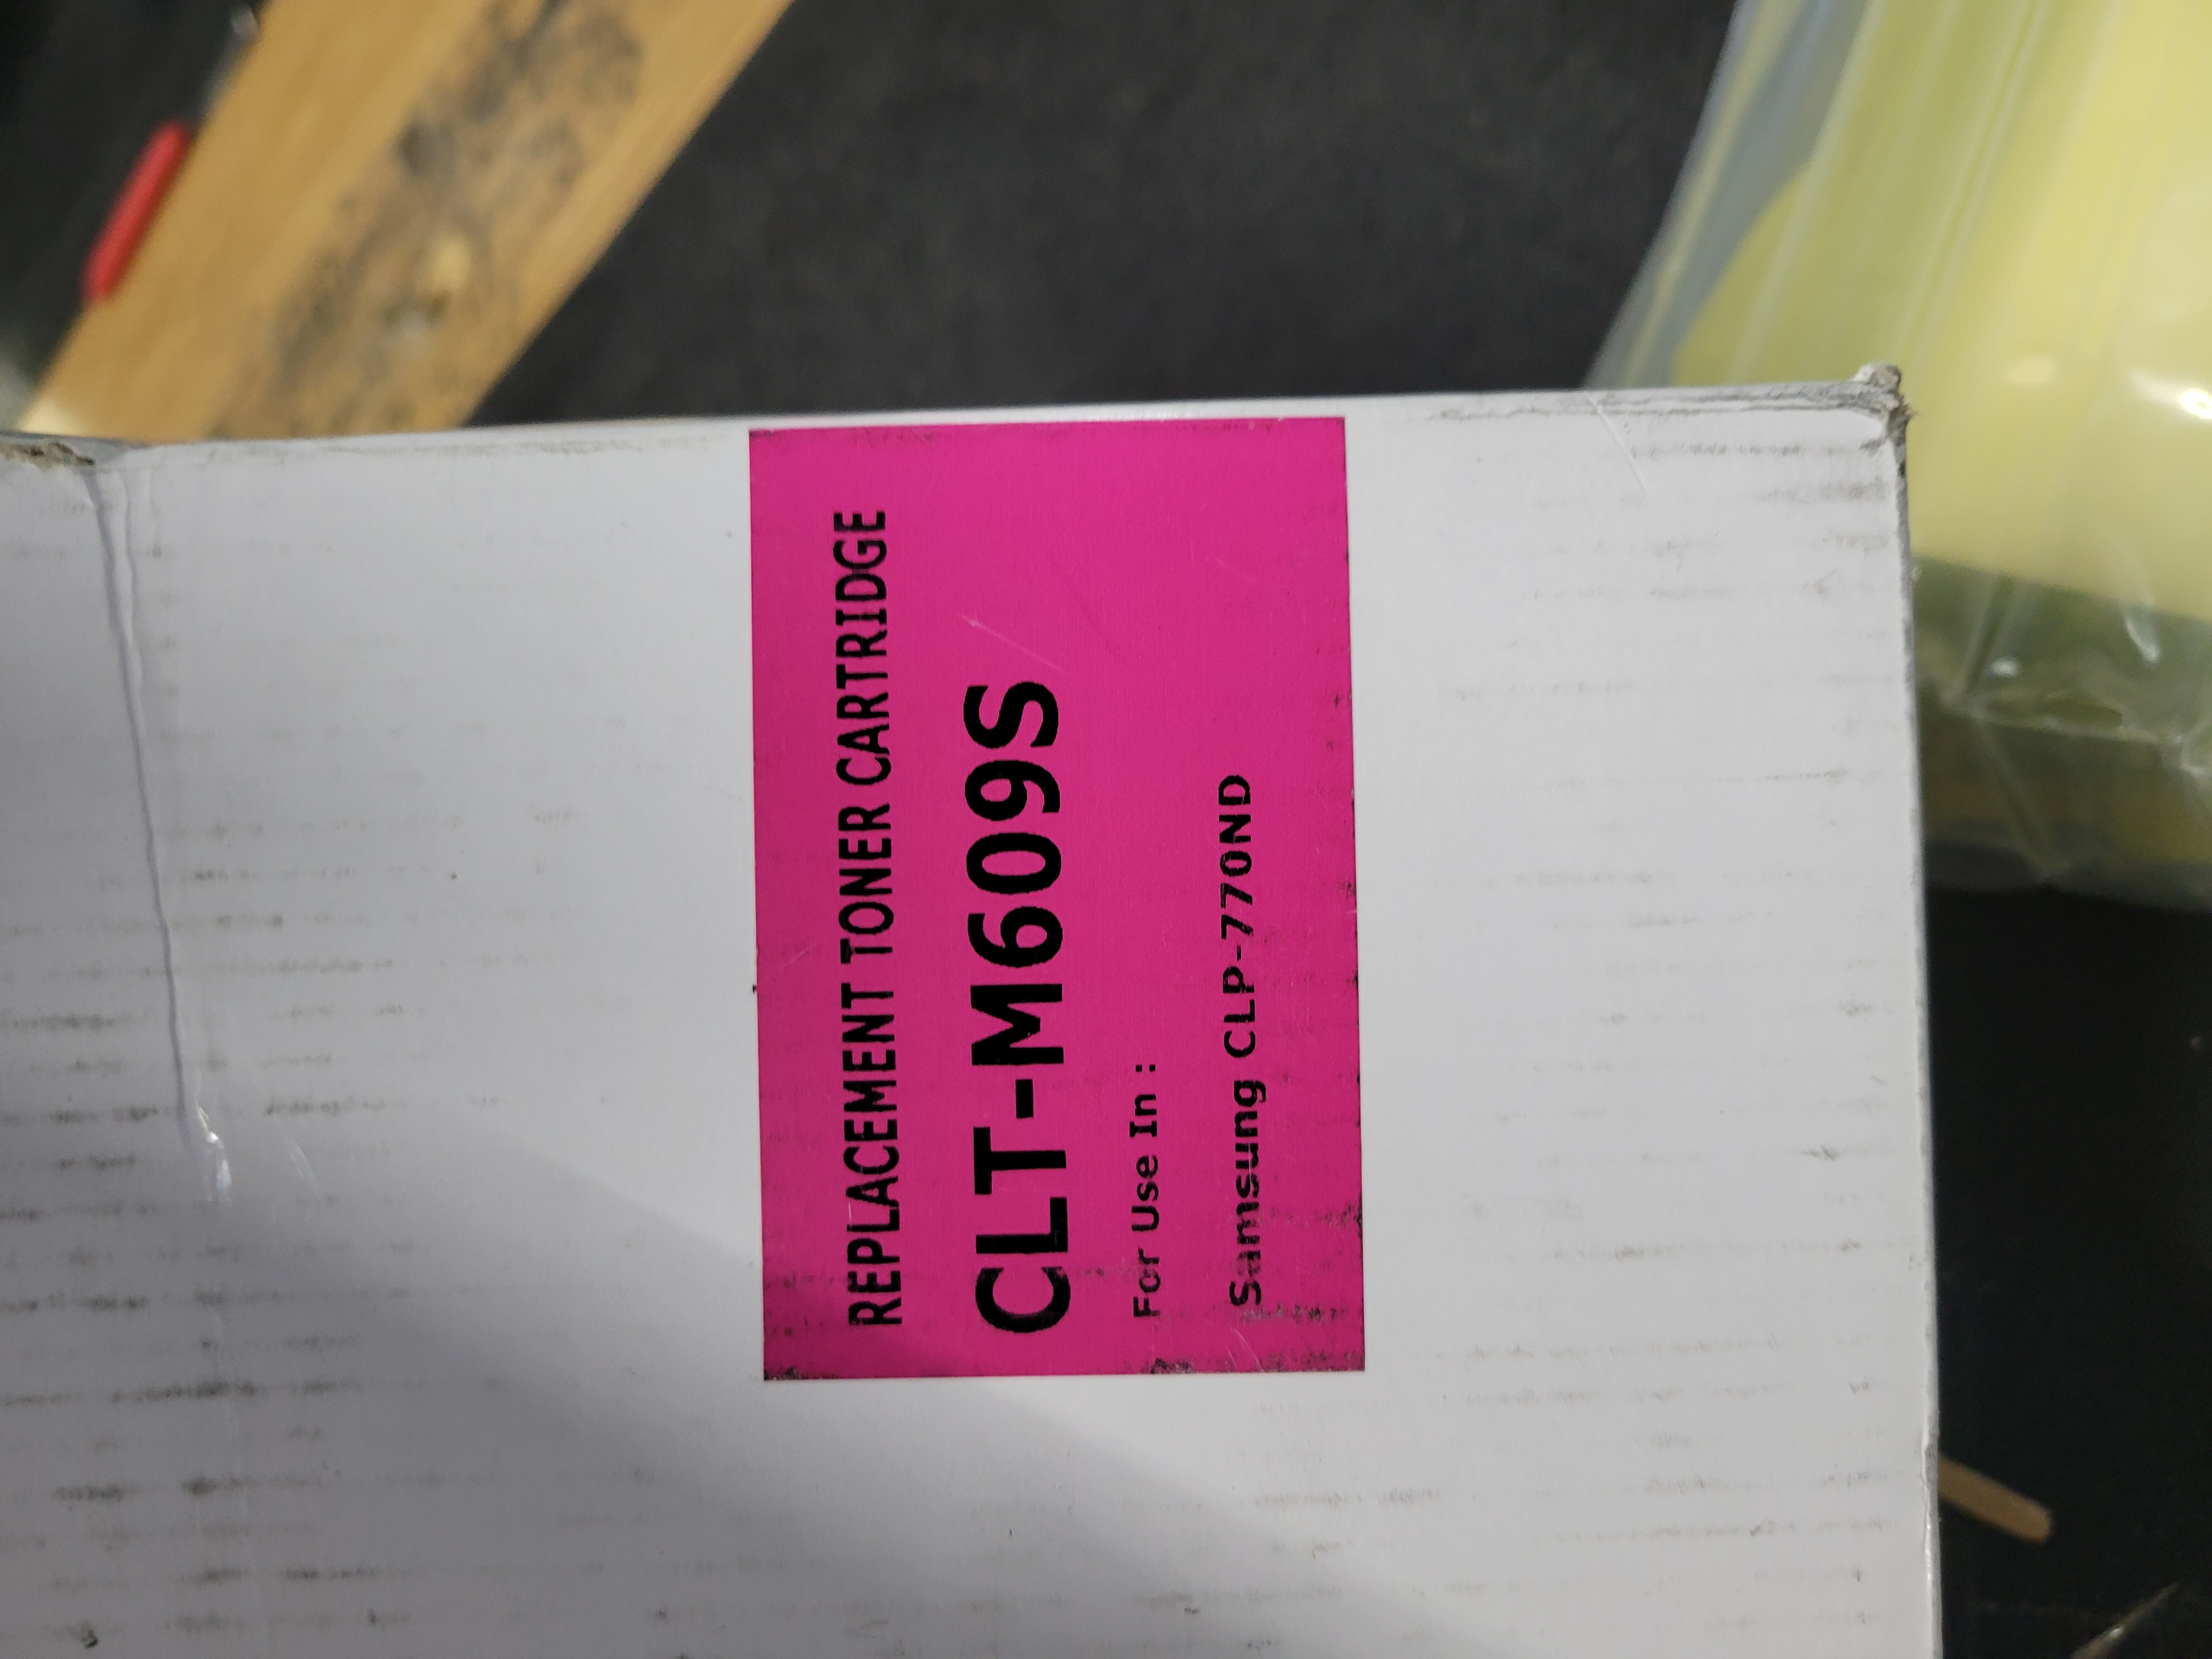 REPLACEMENT TONER CARTRIDGE
CLT-M609S
For Use In :
Samsung CLP-770ND